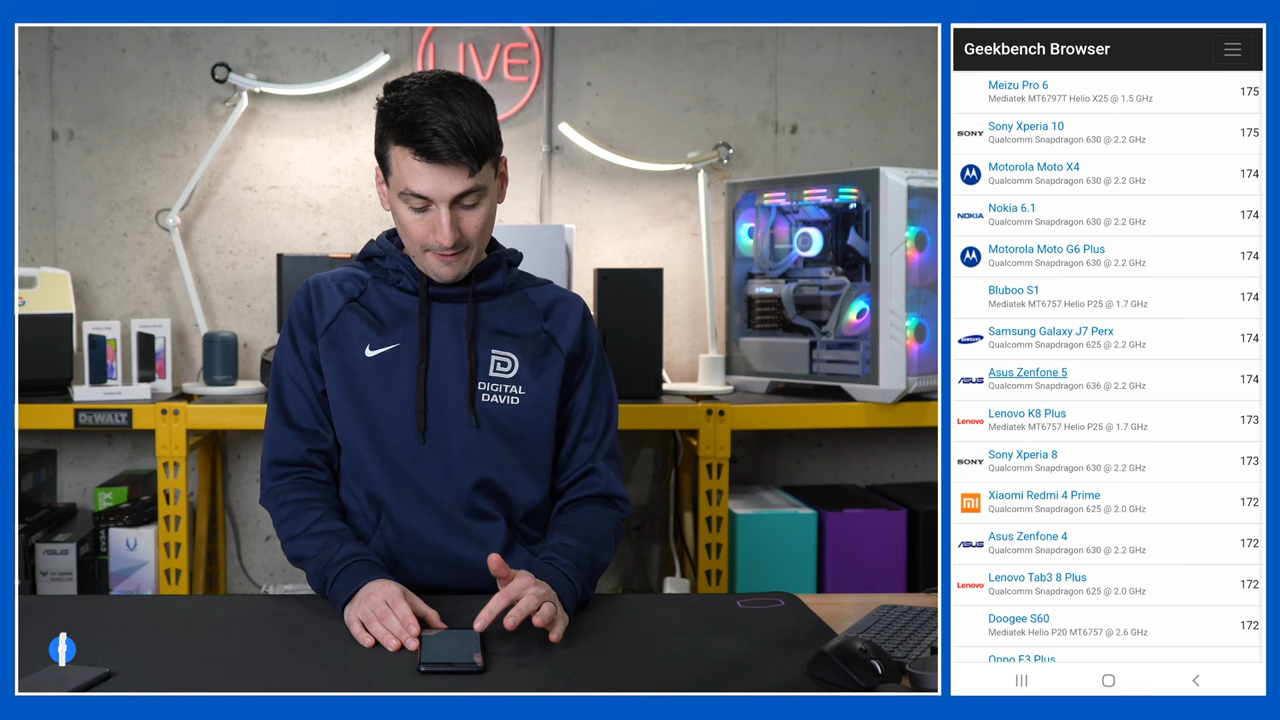 LIVE
DIGITAL
DAVID
DEWALT
ASUS
EVGA
Geekbench Browser
Meizu Pro 6
Mediatek MT6797T Helio X25 @ 1.5 GHz
175
SONY
Sony Xperia 10
Qualcomm Snapdragon 630 @ 2.2 GHz
175
Motorola Moto X4
Qualcomm Snapdragon 630 @ 2.2 GHz
174
NOKIA
Nokia 6.1
Qualcomm Snapdragon 630 @ 2.2 GHz
174
Motorola Moto G6 Plus
Qualcomm Snapdragon 630 @ 2.2 GHz
174
Bluboo S1
Mediatek MT6757 Helio P25 @ 1.7 GHz
174
SAMSUNG
Samsung Galaxy J7 Perx
Qualcomm Snapdragon 625 @ 2.2 GHz
174
ASUS
Asus Zenfone 5
Qualcomm Snapdragon 636 @ 2.2 GHz
174
Lenovo
Lenovo K8 Plus
Mediatek MT6757 Helio P25 @ 1.7 GHz
173
SONY
Sony Xperia 8
Qualcomm Snapdragon 630 @ 2.2 GHz
173
mi
Xiaomi Redmi 4 Prime
Qualcomm Snapdragon 625 @ 2.0 GHz
172
ASUS
Asus Zenfone 4
Qualcomm Snapdragon 630 @ 2.2 GHz
172
Lenovo
Lenovo Tab3 8 Plus
Qualcomm Snapdragon 625 @ 2.0 GHz
172
Doogee S60
Mediatek Helio P20 MT6757 @ 2.6 GHz
172
Oppo F3 Plus